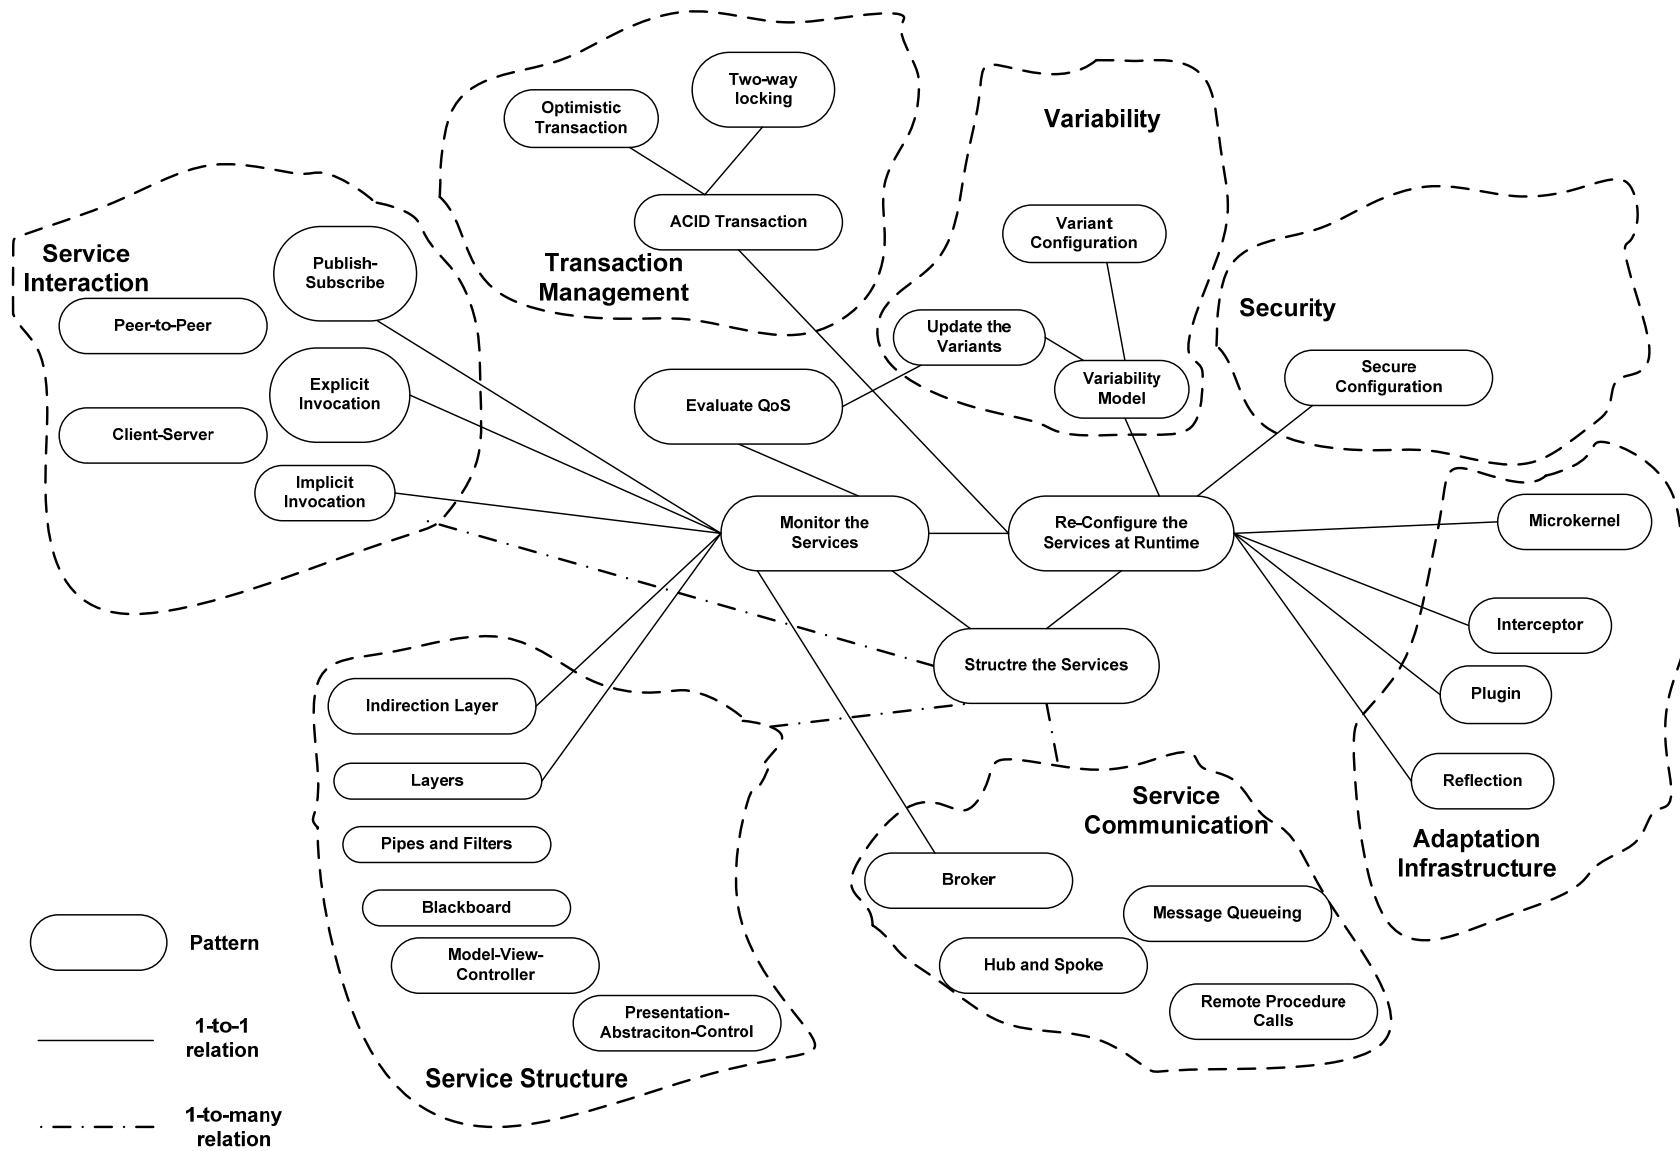 Two-way
locking
Optimistic
Transaction
ACID Transaction
Transaction
Management
Variability
Variant
Configuration
Update the
Variants
Variability
Model
Security
Secure
Configuration
Service
Interaction
Publish-
Subscribe
Peer-to-Peer
Explicit
Invocation
Client-Server
Implicit
Invocation
Evaluate QoS
Monitor the
Services
Re-Configure the
Services at Runtime
Structre the Services
Microkernel
Interceptor
Plugin
Reflection
Adaptation
Infrastructure
Indirection Layer
Layers
Pipes and Filters
Blackboard
Model-View-
Controller
Presentation-
Abstraciton-Control
Service Structure
Service
Communication
Broker
Message Queueing
Hub and Spoke
Remote Procedure
Calls
Pattern
1-to-1
relation
1-to-many
relation